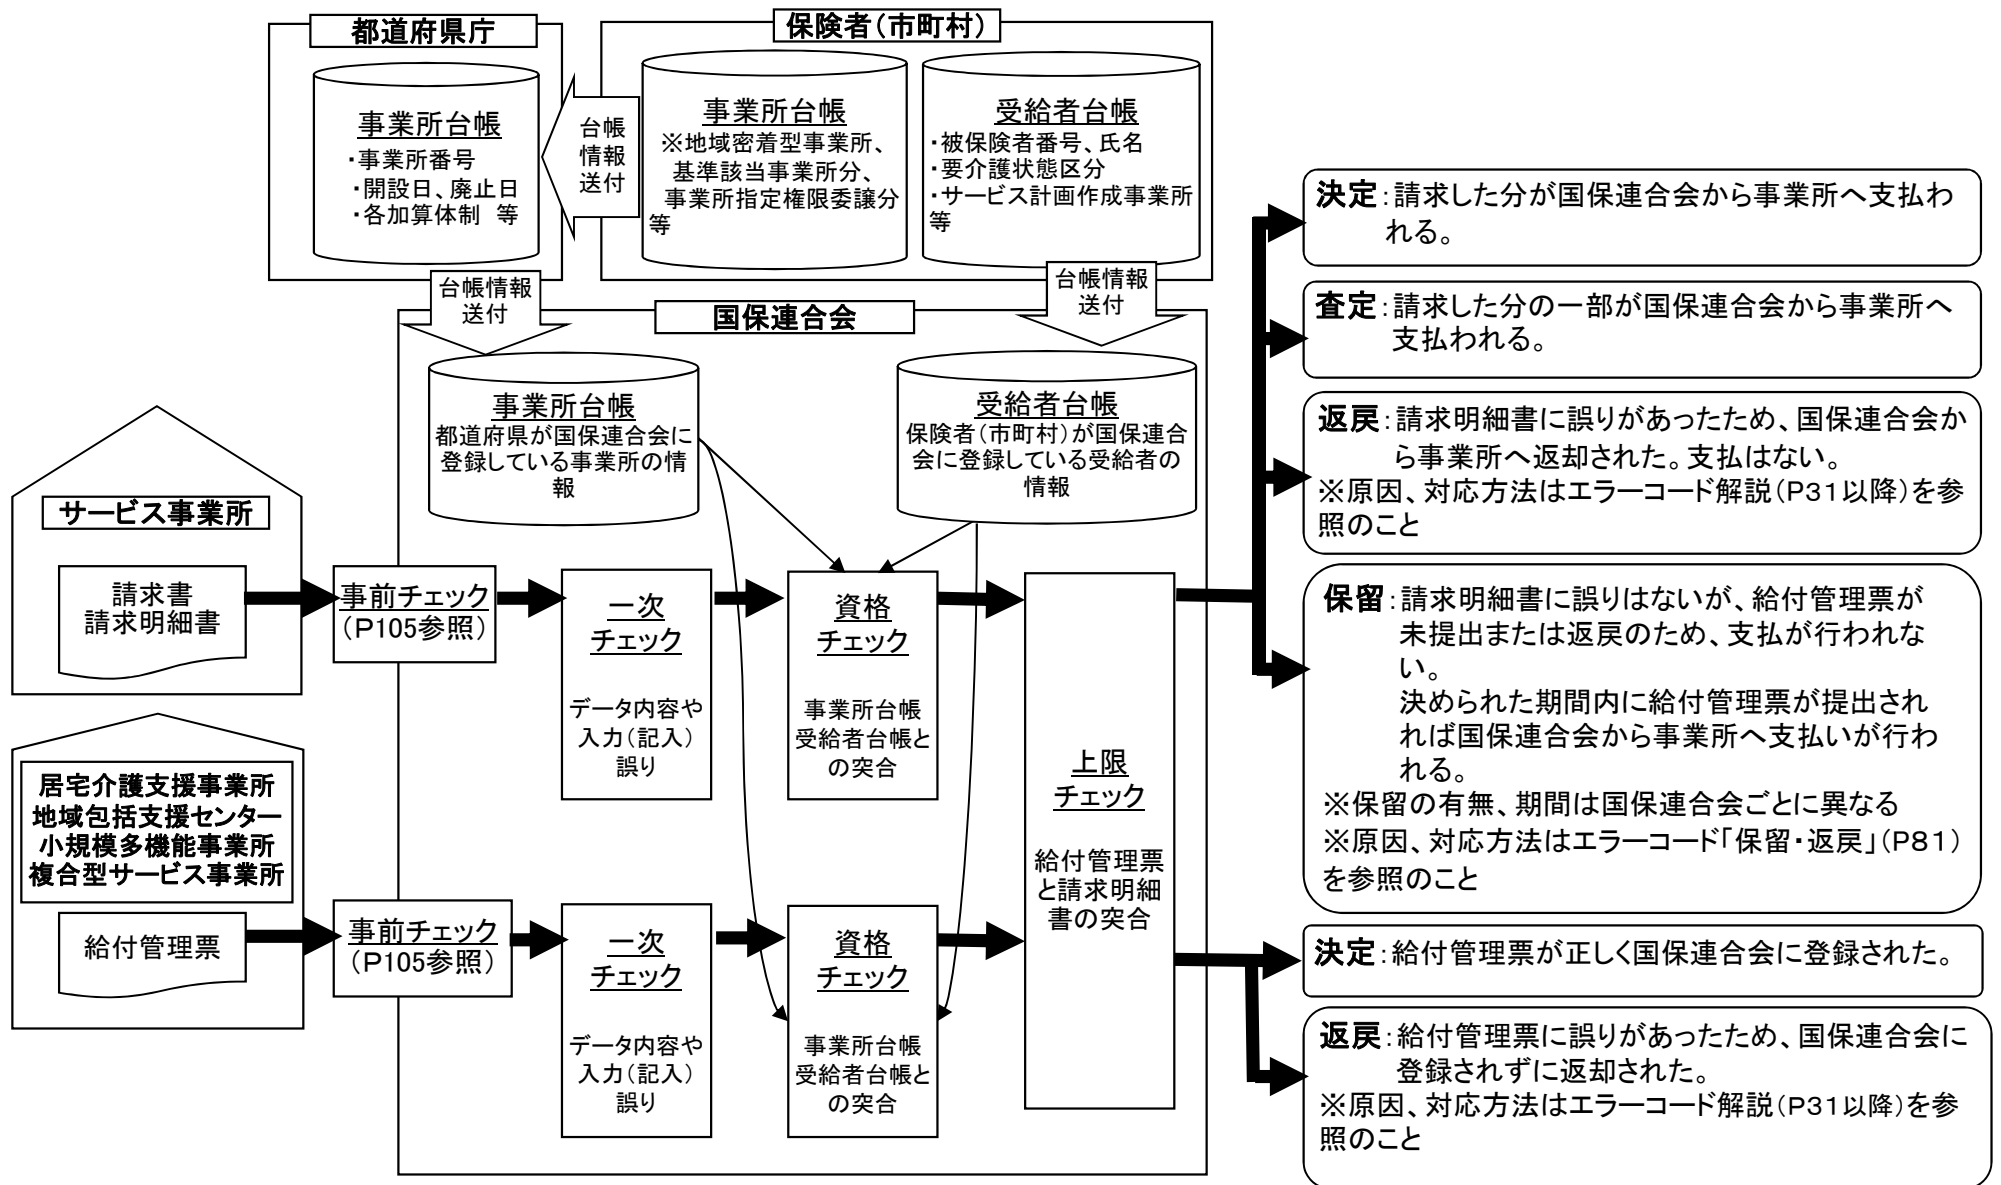 都道府県庁
事業所台帳
・事業所番号
・開設日、廃止日
・各加算体制　等
台帳
情報
送付
保険者（市町村）
事業所台帳
※地域密着型事業所、
基準該当事業所分、
事業所指定権限委譲分
等
受給者台帳
・被保険者番号、氏名
・要介護状態区分
・サービス計画作成事業所
等
台帳情報
送付
台帳情報
送付
国保連合会
事業所台帳
都道府県が国保連合会に
登録している事業所の情
報
受給者台帳
保険者（市町村）が国保連合
会に登録している受給者の
情報
サービス事業所
請求書
請求明細書
事前チェック
（P105参照）
一次
チェック
データ内容や
入力（記入）
誤り
資格
チェック
事業所台帳
受給者台帳と
の突合
居宅介護支援事業所
地域包括支援センター
小規模多機能事業所
複合型サービス事業所
給付管理票
事前チェック
（P105参照）
一次
チェック
データ内容や
入力（記入）
誤り
資格
チェック
事業所台帳
受給者台帳と
の突合
上限
チェック
給付管理票
と請求明細
書の突合
決定：請求した分が国保連合会から事業所へ支払わ
れる。
査定：請求した分の一部が国保連合会から事業所へ
支払われる。
返戻：請求明細書に誤りがあったため、国保連合会か
ら事業所へ返却された。支払はない。
※原因、対応方法はエラーコード解説（P31以降）を参
照のこと
保留：請求明細書に誤りはないが、給付管理票が
未提出または返戻のため、支払が行われな
い。
決められた期間内に給付管理票が提出され
れば国保連合会から事業所へ支払いが行わ
れる。
※保留の有無、期間は国保連合会ごとに異なる
※原因、対応方法はエラーコード「保留・返戻」（P81）
を参照のこと
決定：給付管理票が正しく国保連合会に登録された。
返戻：給付管理票に誤りがあったため、国保連合会に
登録されずに返却された。
※原因、対応方法はエラーコード解説（P31以降）を参
照のこと